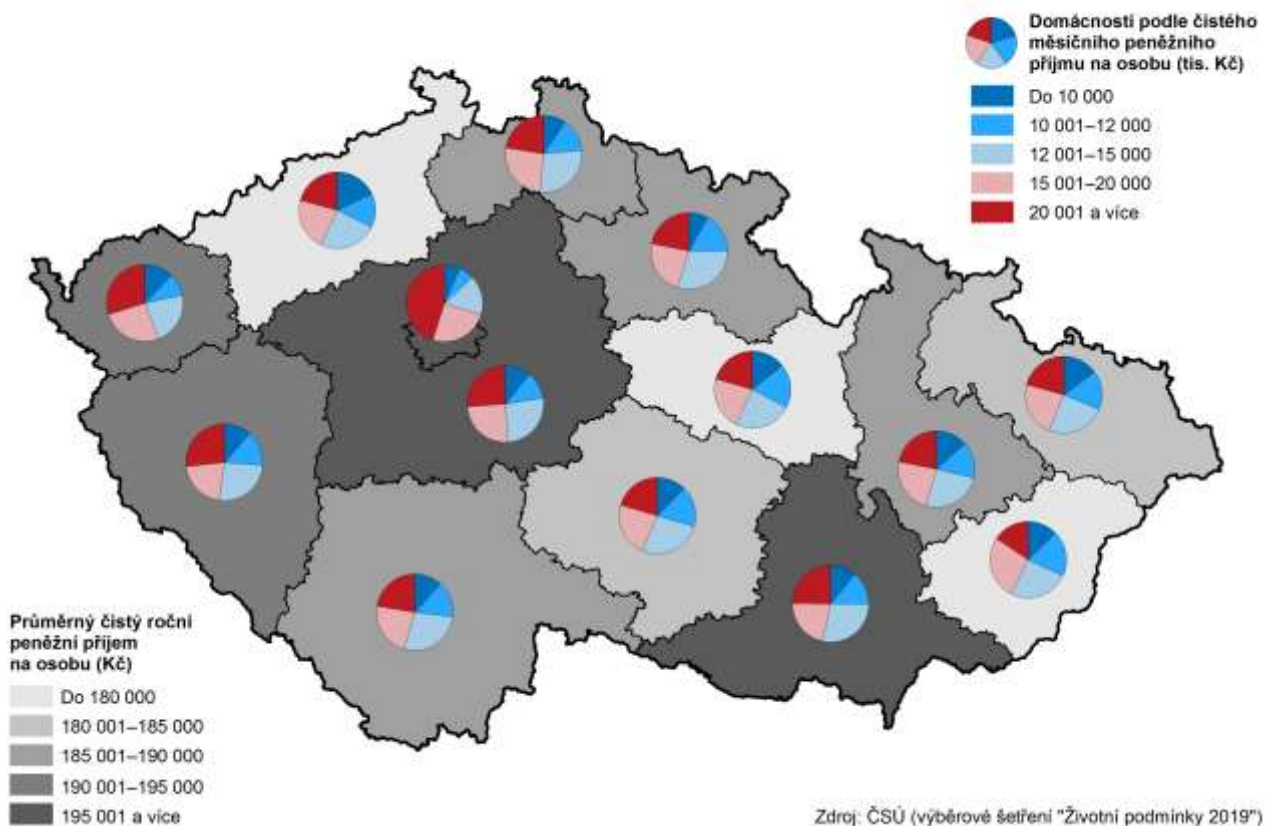 Domácnosti podle čistého
měsíčního peněžního
příjmu na osobu (tis. Kč)
Do 10 000
10 001–12 000
12 001–15 000
15 001–20 000
20 001 a více
Průměrný čistý roční
peněžní příjem
na osobu (Kč)
Do 180 000
180 001–185 000
185 001–190 000
190 001–195 000
195 001 a více
Zdroj: ČSÚ (výběrové šetření "Životní podmínky 2019")